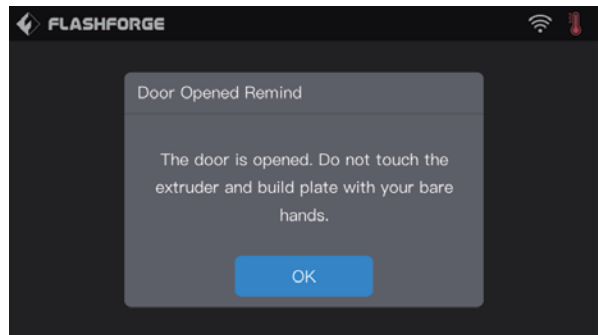 FLASHFORGE
Door Opened Remind
The door is opened. Do not touch the
extruder and build plate with your bare
hands.
OK